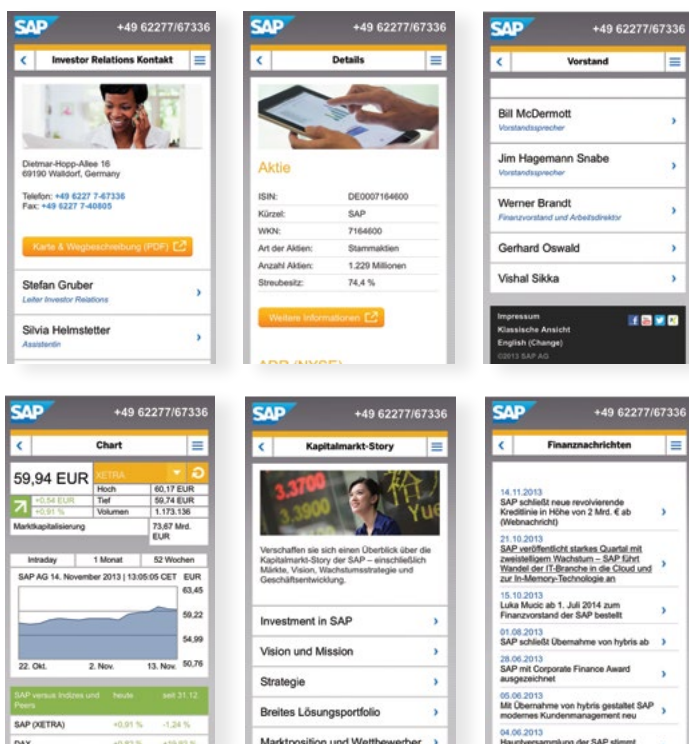 SAP
+49 62277/67336
Investor Relations Kontakt
Dietmar-Hopp-Allee 16
69190 Walldorf, Germany
Telefon: +49 6227 7-67336
Fax: +49 6227 7-40805
Karte & Wegbeschreibung (PDF)
Stefan Gruber
Leiter Investor Relations
Silvia Helmstetter
Assistentin
SAP
+49 62277/67336
Details
Aktie
ISIN: DE0007164600
Kürzel: SAP
WKN: 7164600
Art der Aktien: Stammaktien
Anzahl Aktien: 1.229 Millionen
Streubesitz: 74,4 %
Weitere Informationen
ADR (NYSE)
SAP
+49 62277/67336
Vorstand
Bill McDermott
Vorstandssprecher
Jim Hagemann Snabe
Vorstandssprecher
Werner Brandt
Finanzvorstand und Arbeitsdirektor
Gerhard Oswald
Vishal Sikka
Impressum
Klassische Ansicht
English (Change)
©2013 SAP AG
SAP
+49 62277/67336
Chart
59,94 EUR
XETRA
+0,54 EUR
+0,91 %
Hoch 60,17 EUR
Tief 59,74 EUR
Volumen 1.173.136
Marktkapitalisierung 73,67 Mrd.
EUR
Intraday 1 Monat 52 Wochen
SAP AG 14. November 2013 | 13:05:05 CET EUR
63,45
59,22
54,99
50,76
22. Okt. 2. Nov. 13. Nov.
SAP versus Indizes und heute seit 31.12.
Peers
SAP (XETRA) +0,91 % -1,24 %
DAX
SAP
+49 62277/67336
Kapitalmarkt-Story
3.3700
3.3900
Yue
Verschaffen sie sich einen Überblick über die
Kapitalmarkt-Story der SAP – einschließlich
Märkte, Vision, Wachstumsstrategie und
Geschäftsentwicklung.
Investment in SAP
Vision und Mission
Strategie
Breites Lösungsportfolio
Marktposition und Wettbewerber
SAP
+49 62277/67336
Finanznachrichten
14.11.2013
SAP schließt neue revolvierende
Kreditlinie in Höhe von 2 Mrd. € ab
(Webnachricht)
21.10.2013
SAP veröffentlicht starkes Quartal mit
zweistelligem Wachstum – SAP führt
Wandel der IT-Branche in die Cloud und
zur In-Memory-Technologie an
15.10.2013
Luka Mucic ab 1. Juli 2014 zum
Finanzvorstand der SAP bestellt
01.08.2013
SAP schließt Übernahme von hybris ab
28.06.2013
SAP mit Corporate Finance Award
ausgezeichnet
05.06.2013
Mit Übernahme von hybris gestaltet SAP
modernes Kundenmanagement neu
04.06.2013
Hauptversammlung der SAP stimmt